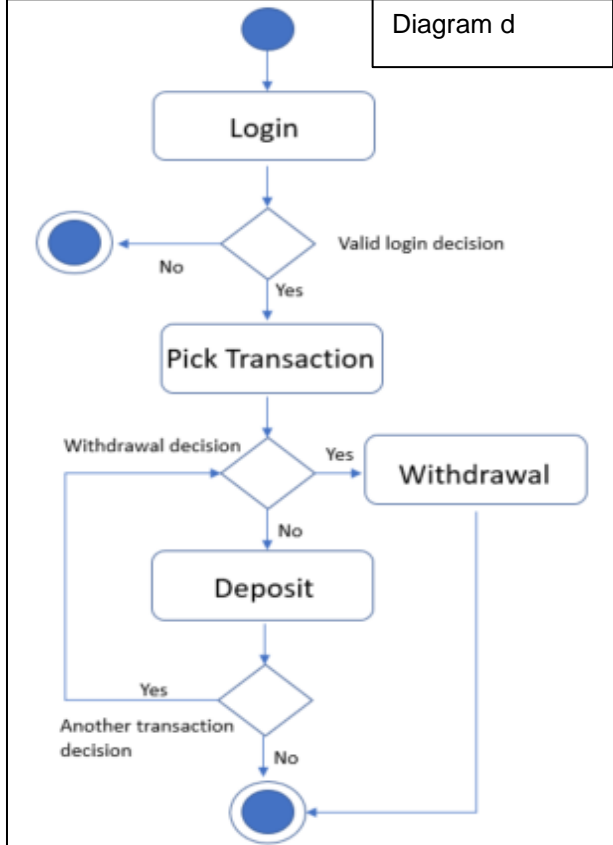 Diagram d
Login
Valid login decision
No
Yes
Pick Transaction
Withdrawal decision
Yes
Withdrawal
No
Deposit
Yes
Another transaction
decision
No